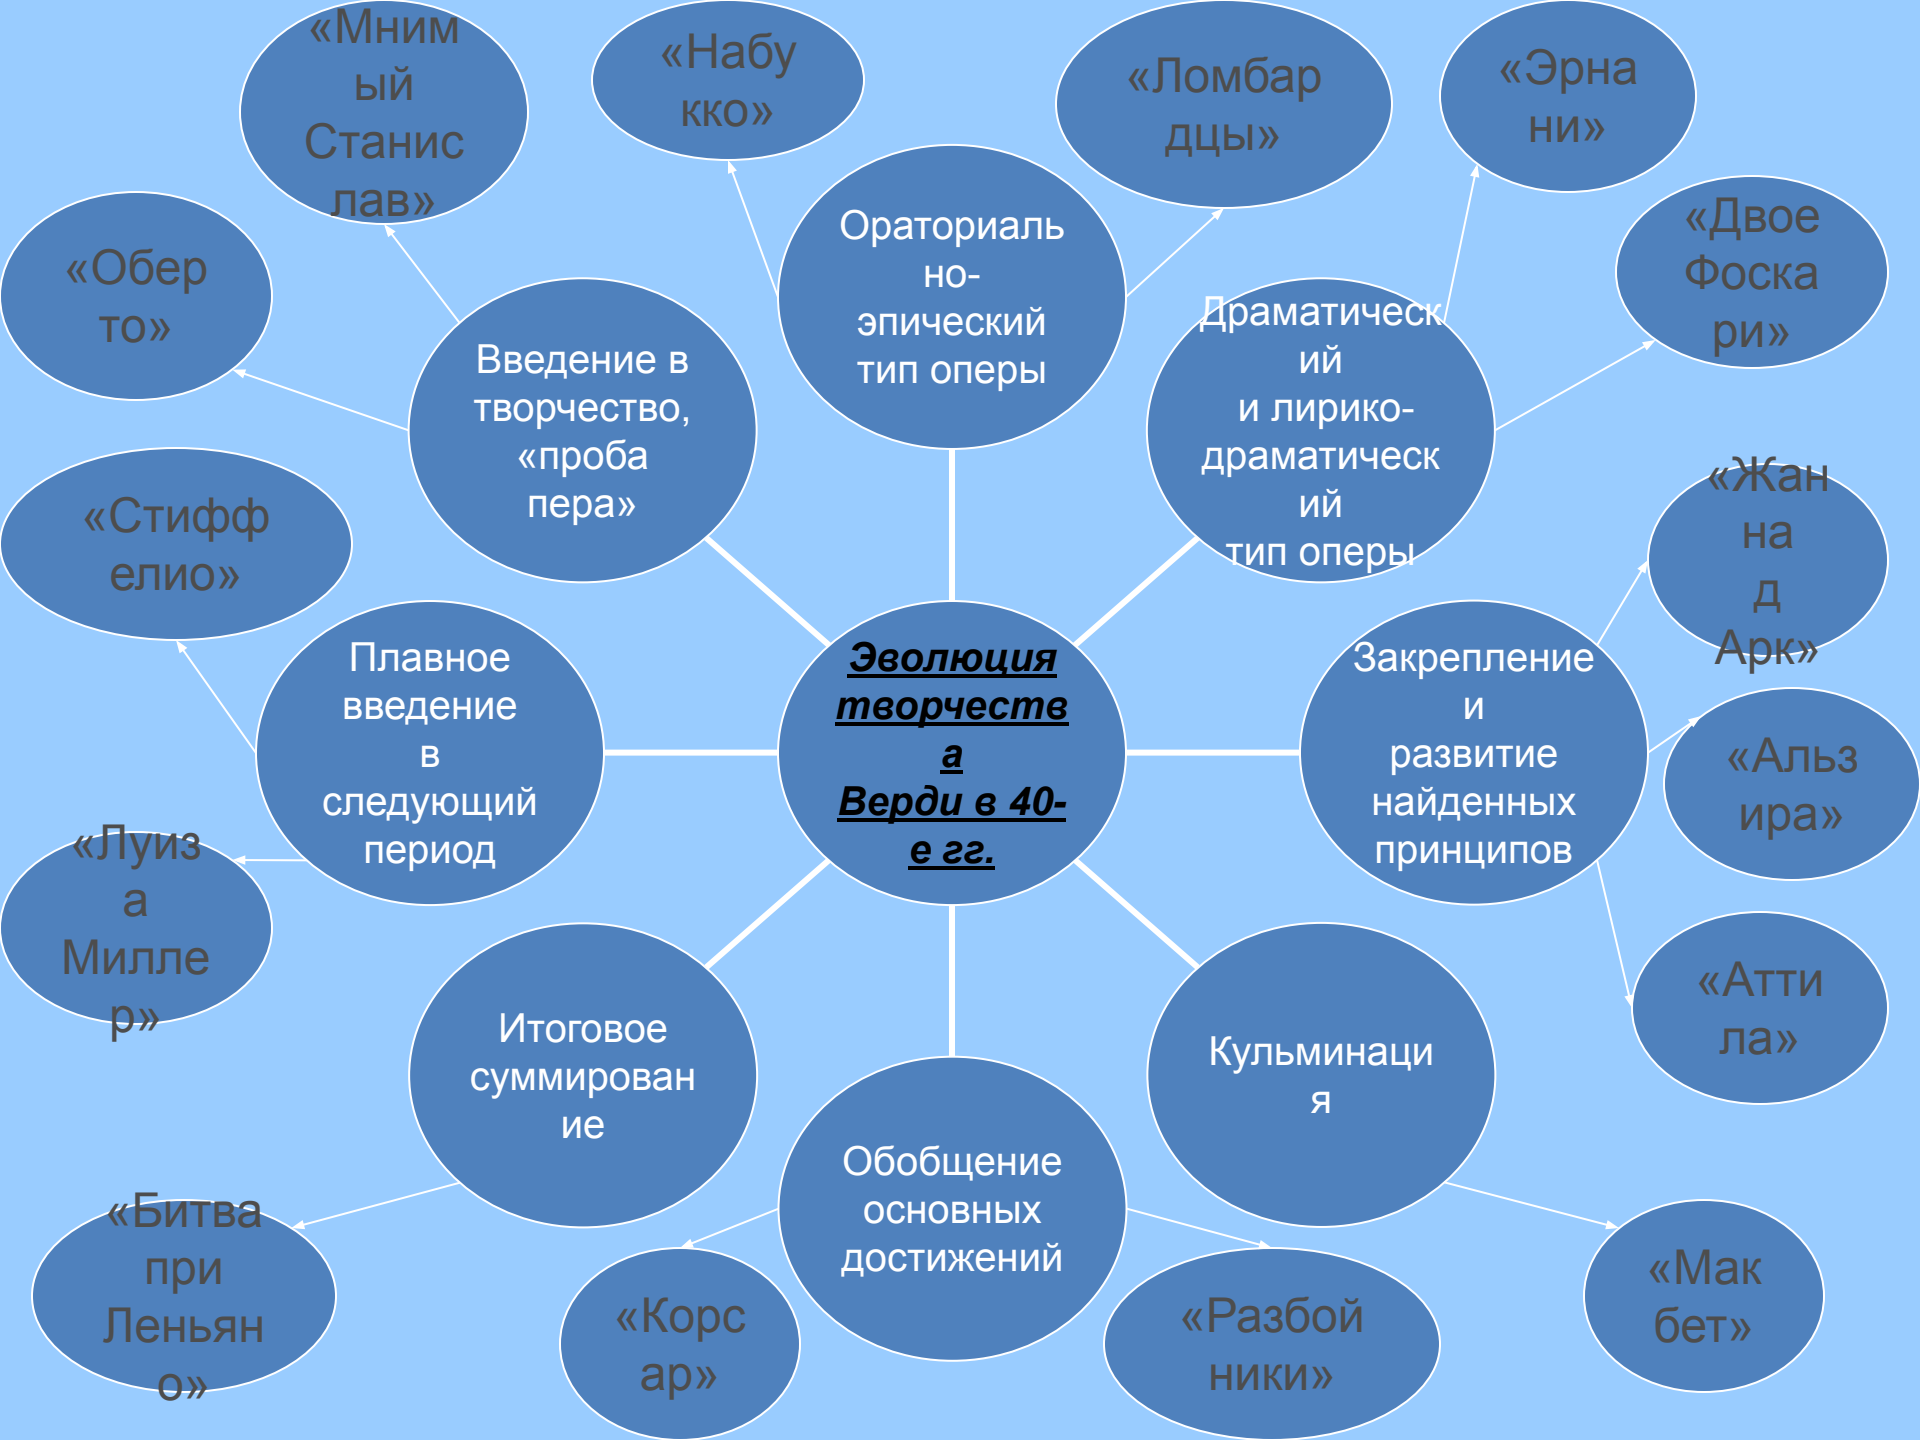 «Мним
ый
Станис
лав»
«Набу
кко»
«Ломбар
дцы»
«Эрна
ни»
«Обер
то»
Введение в
творчество,
«проба
пера»
Ораториаль
но-
эпический
тип оперы
Драматическ
ий
и лирико-
драматическ
ий
тип оперы
«Двое
Фоска
ри»
«Стифф
елио»
Плавное
введение
в
следующий
период
Эволюция
творчеств
а
Верди в 40-
е гг.
Закрепление
и
развитие
найденных
принципов
«Жан
на
д
Арк»
«Альз
ира»
«Атти
ла»
«Луиз
а
Милле
р»
Итоговое
суммирован
ие
Обобщение
основных
достижений
Кульминаци
я
«Битва
при
Леньян
о»
«Корс
ар»
«Разбой
ники»
«Мак
бет»